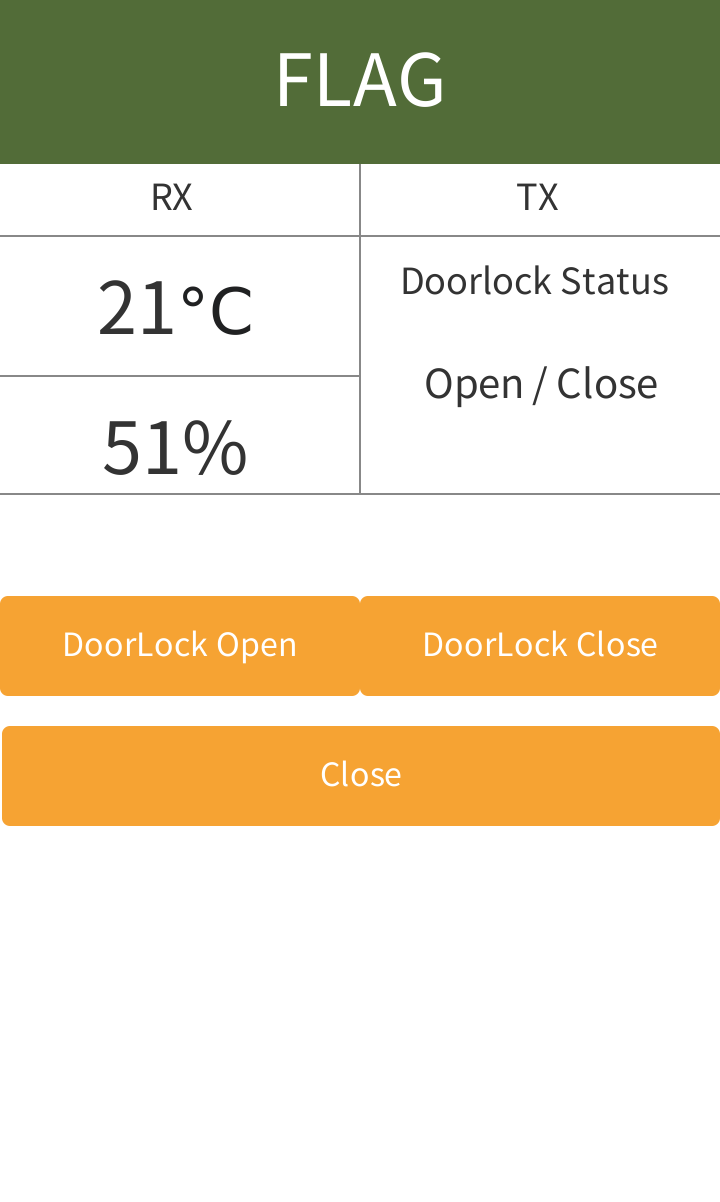 FLAG
RX
TX
21°C
Doorlock Status
Open / Close
51%
DoorLock Open
DoorLock Close
Close